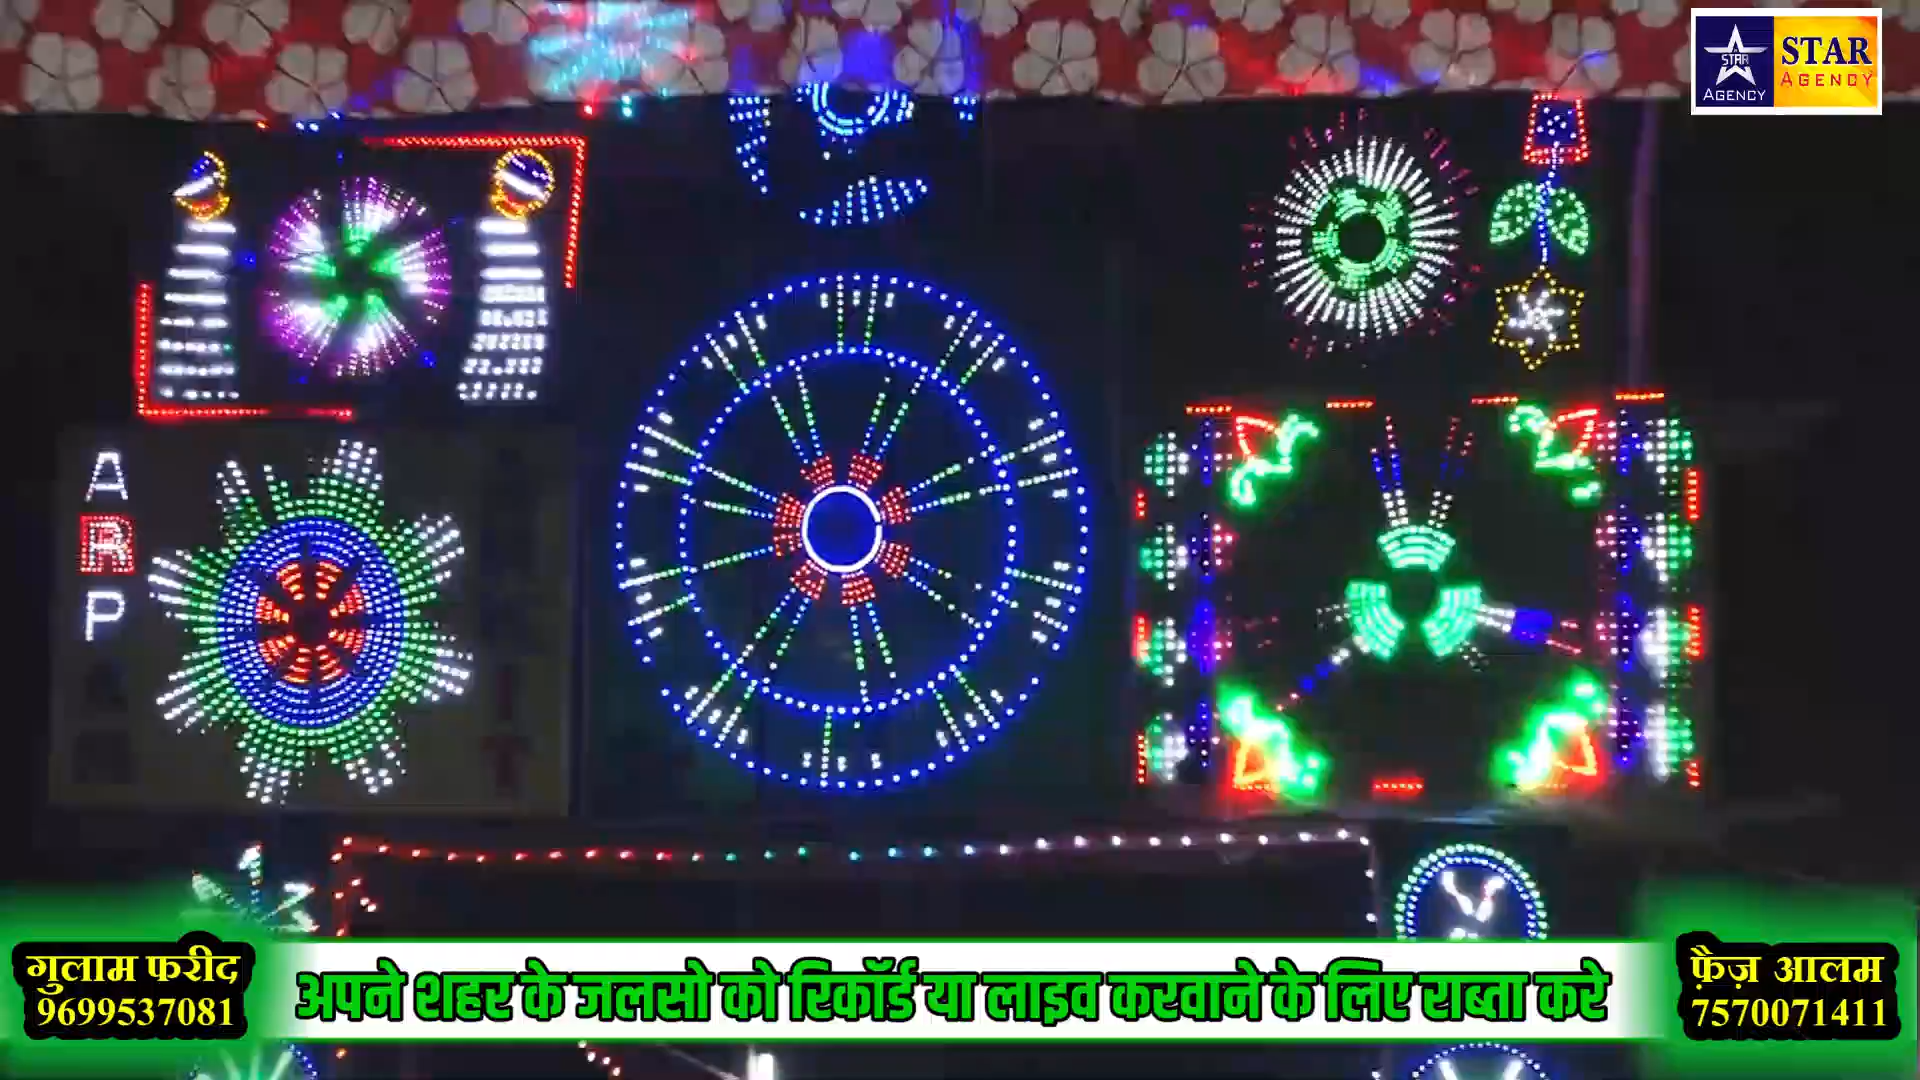 STAR
AGENCY
STAR
AGENCY
A
R
P
गुलाम फरीद
9699537081
अपने शहर के जलसो को रिकॉर्ड या लाइव करवाने के लिए राब्ता करे
फ़ैज़ आलम
7570071411